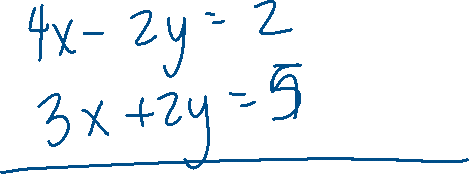 4x - 2y = 2
3x + 2y = 5